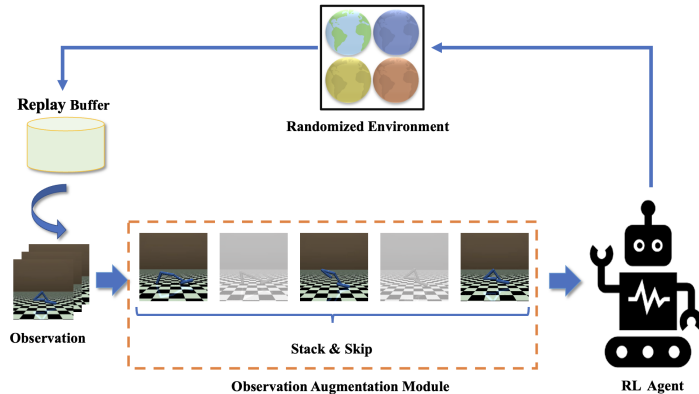 Randomized Environment
Replay Buffer
Observation
Stack & Skip
Observation Augmentation Module
RL Agent